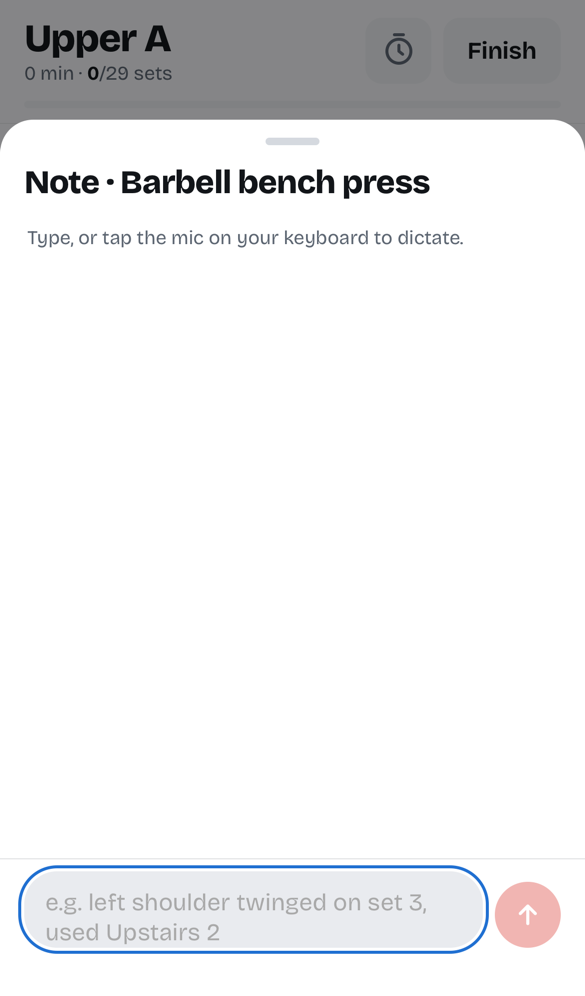 Upper A
0 min · 0/29 sets
Finish
Note · Barbell bench press
Type, or tap the mic on your keyboard to dictate.
e.g. left shoulder twinged on set 3,
used Upstairs 2